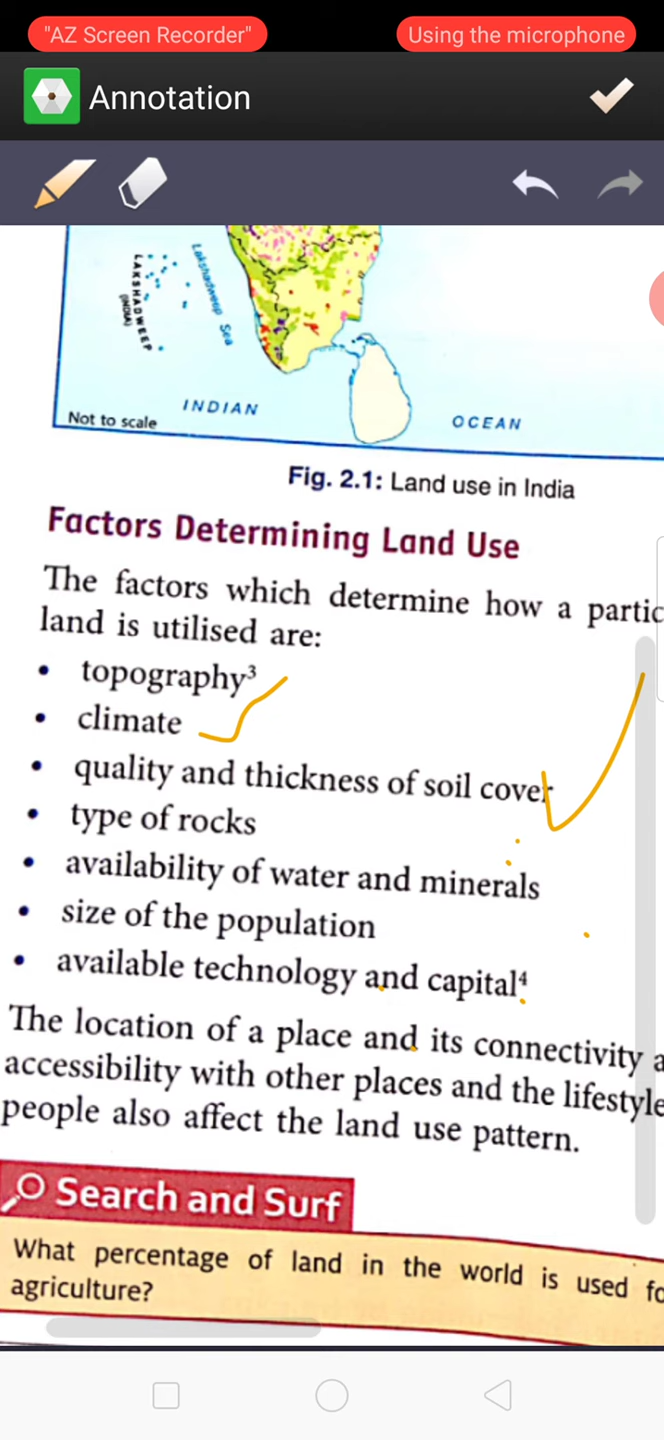 "AZ Screen Recorder"
Using the microphone
Annotation
LAKSHADWEEP
(INDIA)
Lakshadweep Sea
INDIAN
OCEAN
Not to scale
Fig. 2.1: Land use in India
Factors Determining Land Use
The factors which determine how a partic
land is utilised are:
• topography³
• climate
• quality and thickness of soil cover
• type of rocks
• availability of water and minerals
• size of the population
• available technology and capital⁴
The location of a place and its connectivity a
accessibility with other places and the lifestyle
people also affect the land use pattern.
Search and Surf
What percentage of land in the world is used fo
agriculture?